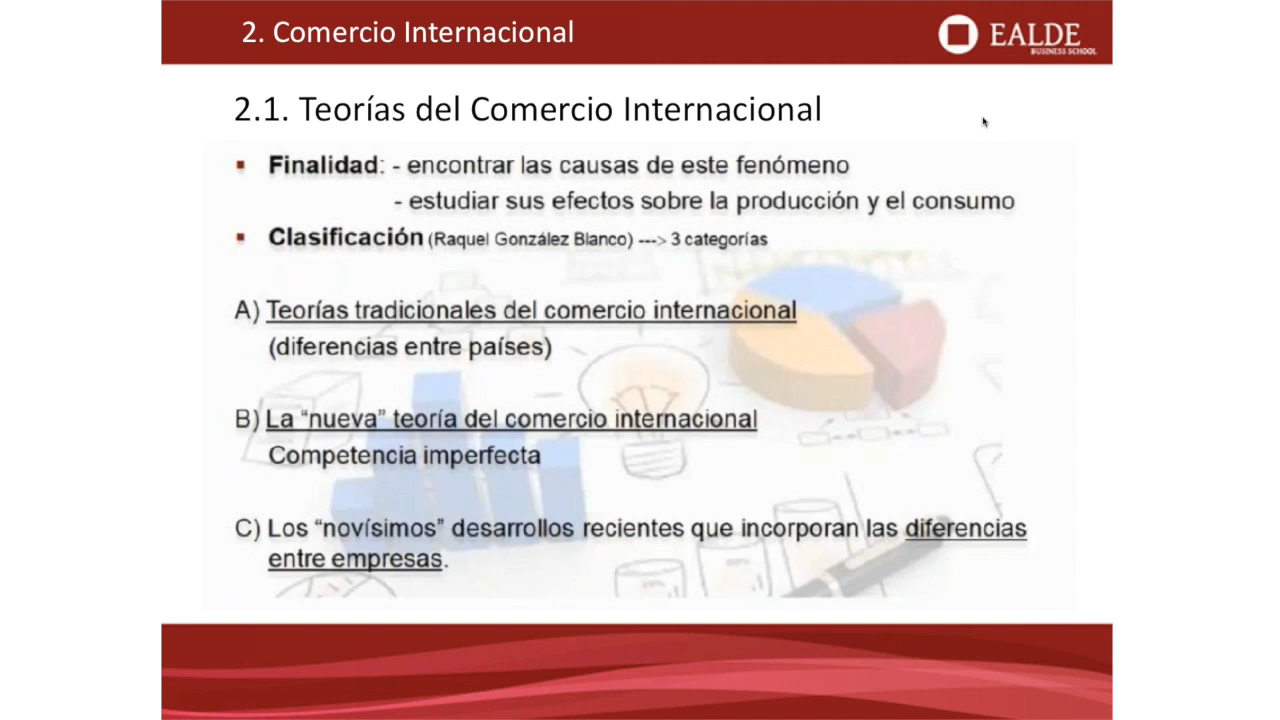 2. Comercio Internacional
EALDE
BUSINESS SCHOOL
2.1. Teorías del Comercio Internacional
▪ Finalidad: - encontrar las causas de este fenómeno
- estudiar sus efectos sobre la producción y el consumo
▪ Clasificación (Raquel González Blanco) ---> 3 categorías
A) Teorías tradicionales del comercio internacional
(diferencias entre países)
B) La “nueva” teoría del comercio internacional
Competencia imperfecta
C) Los “novísimos” desarrollos recientes que incorporan las diferencias
entre empresas.